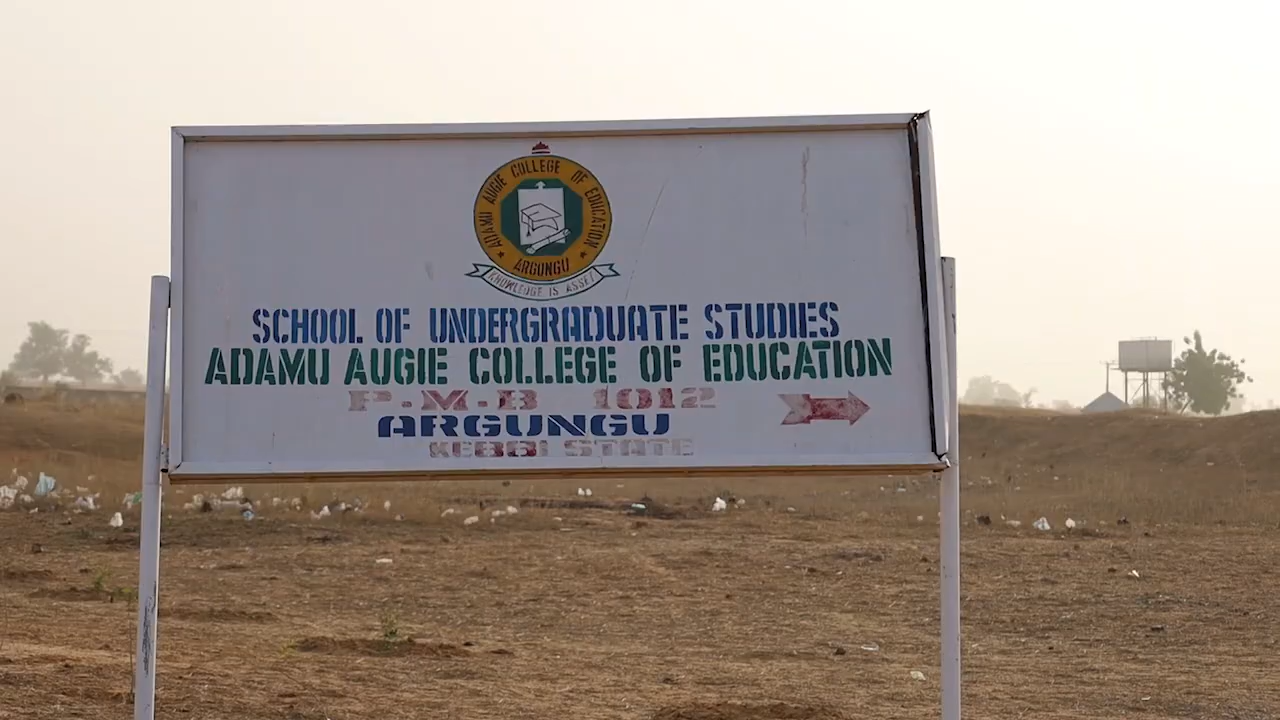 ADAMU AUGIE COLLEGE OF EDUCATION
ARGUNGU
KNOWLEDGE IS ASSET
SCHOOL OF UNDERGRADUATE STUDIES
ADAMU AUGIE COLLEGE OF EDUCATION
P.M.B 1012
ARGUNGU
KEBBI STATE